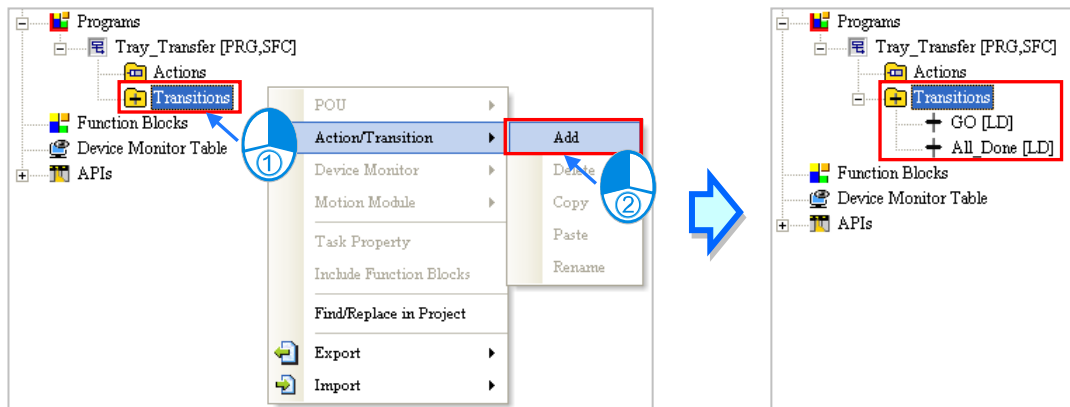 Programs
Tray_Transfer [PRG,SFC]
Actions
Transitions
Function Blocks
Device Monitor Table
APIs
POU
Action/Transition
Device Monitor
Motion Module
Task Property
Include Function Blocks
Find/Replace in Project
Export
Import
Add
Delete
Copy
Paste
Rename
1
2
Programs
Tray_Transfer [PRG,SFC]
Actions
Transitions
GO [LD]
All_Done [LD]
Function Blocks
Device Monitor Table
APIs